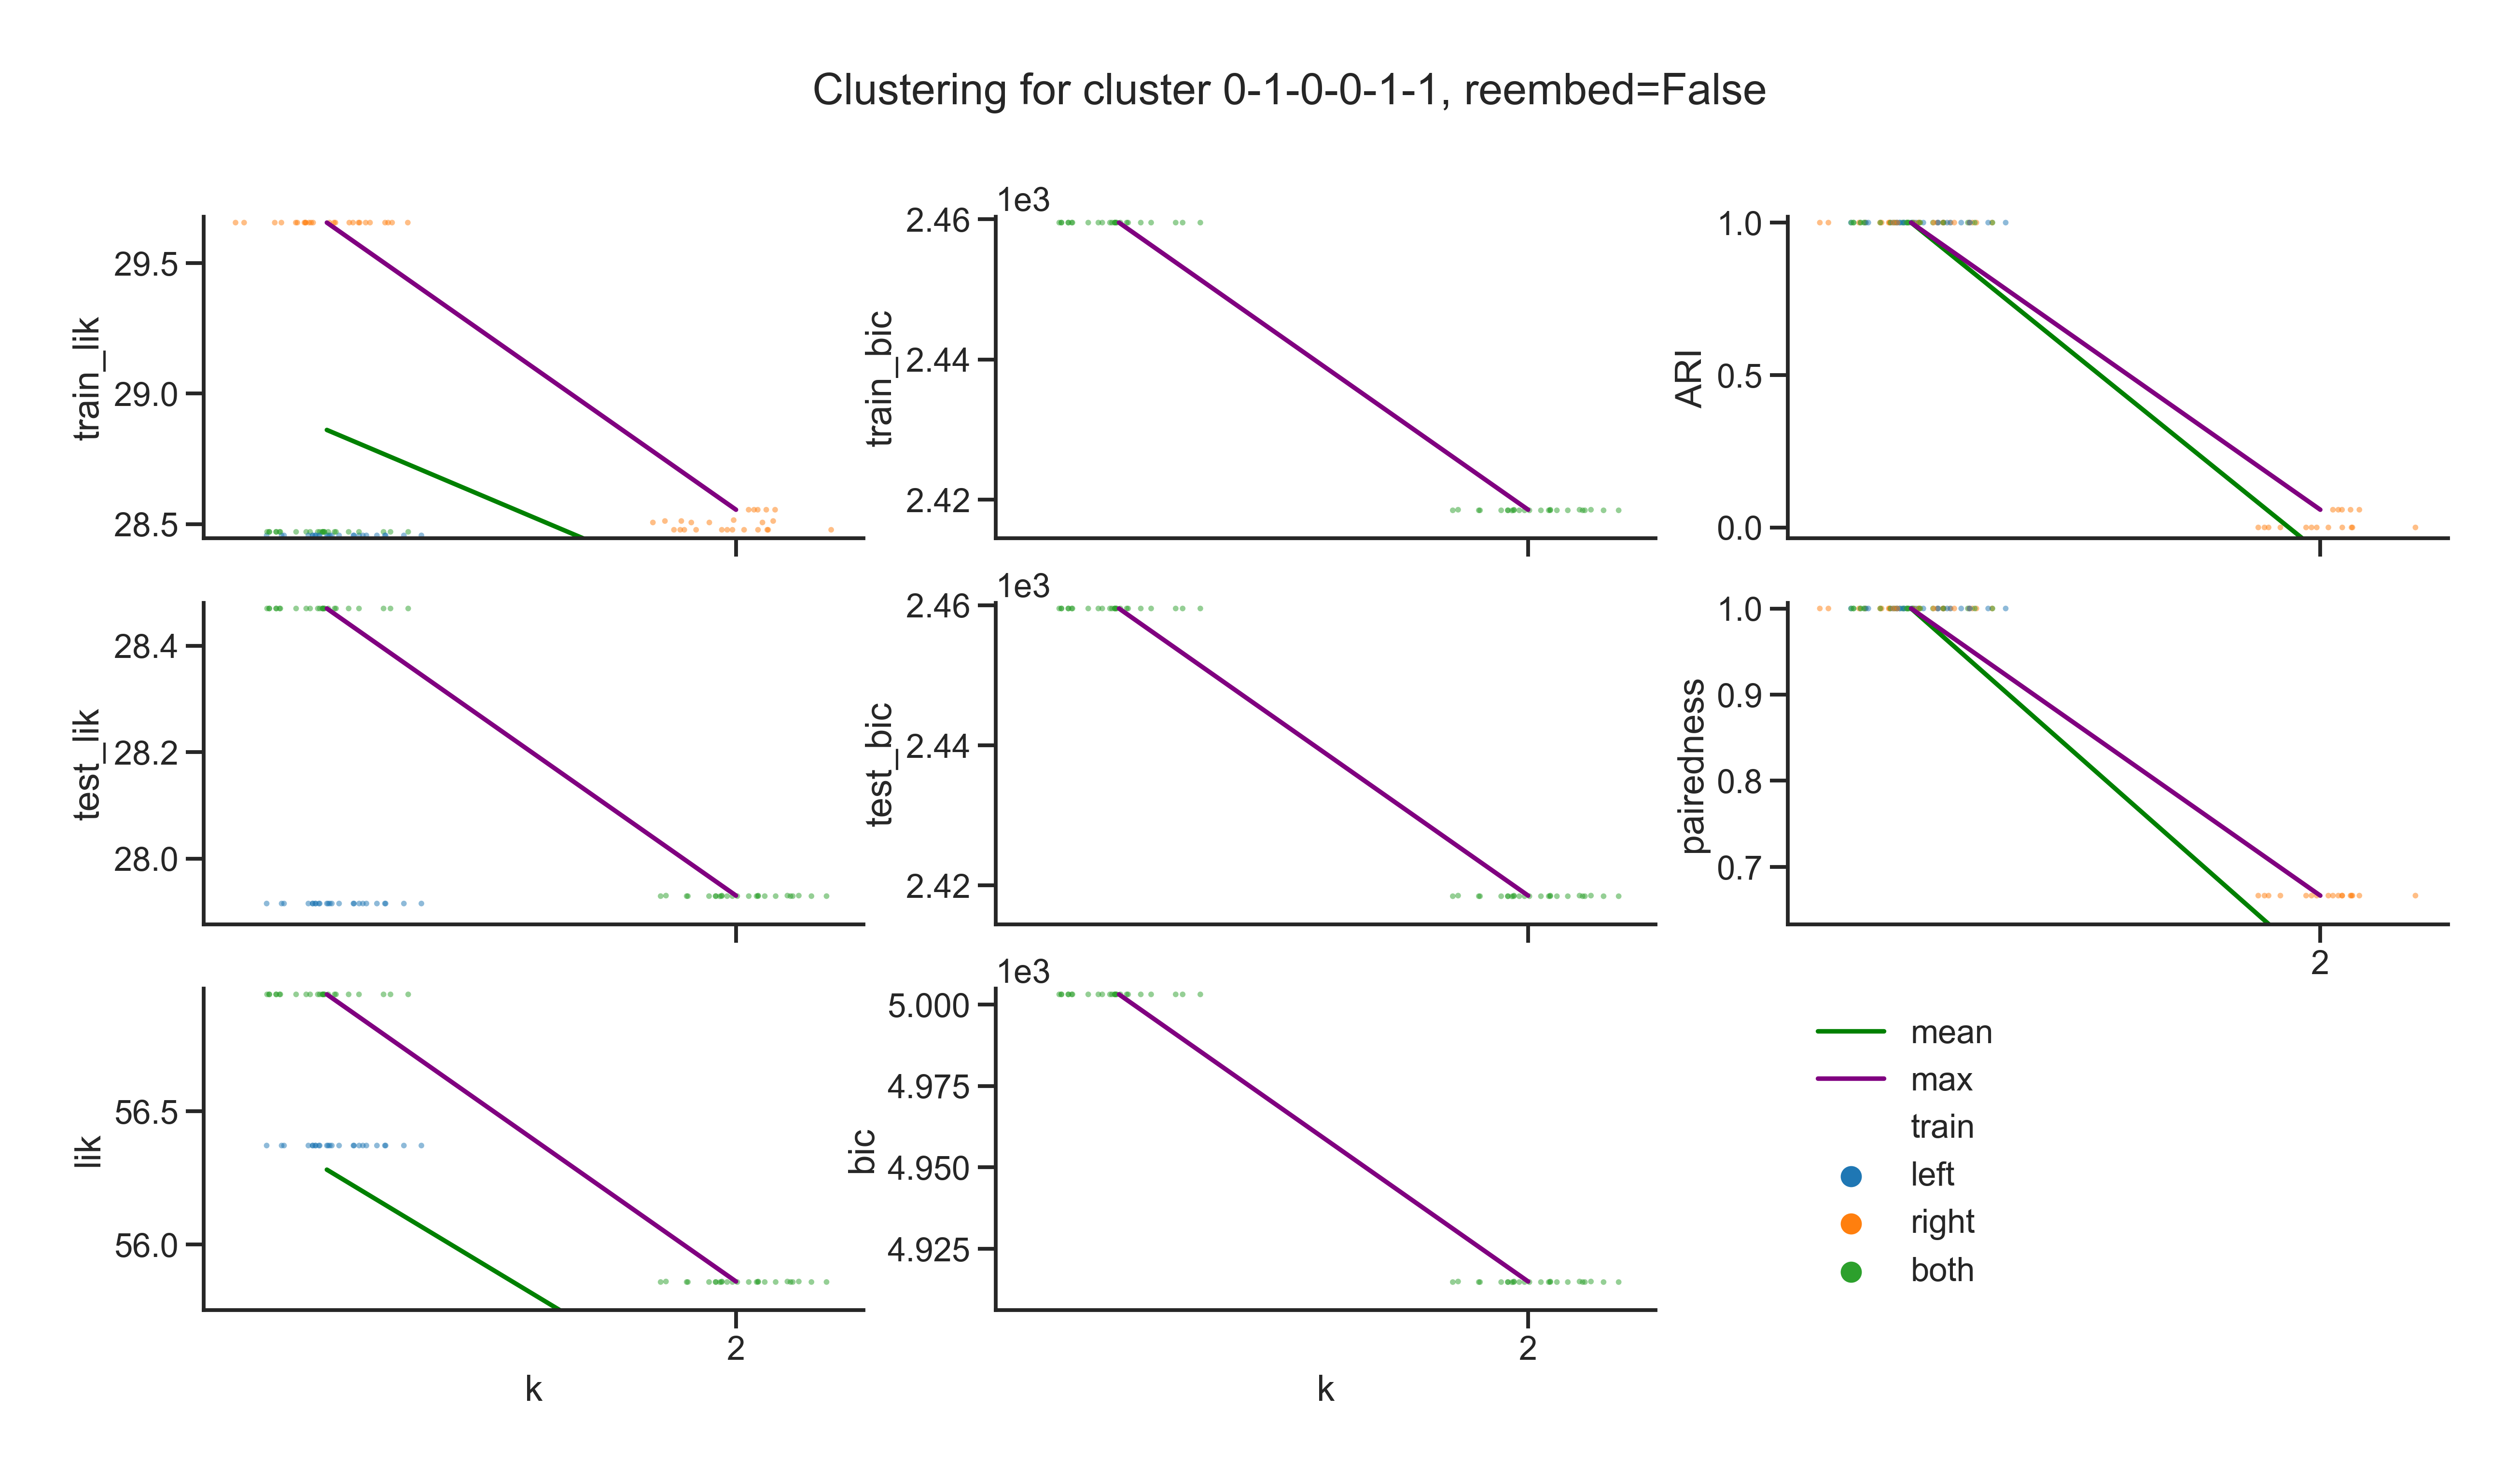 Clustering for cluster 0-1-0-0-1-1, reembed=False
train_lik
29.5
29.0
28.5
1e3
train_bic
2.46
2.44
2.42
ARI
1.0
0.5
0.0
test_lik
28.4
28.2
28.0
1e3
test_bic
2.46
2.44
2.42
pairedness
1.0
0.9
0.8
0.7
2
lik
56.5
56.0
2
k
1e3
bic
5.000
4.975
4.950
4.925
2
k
mean
max
train
left
right
both